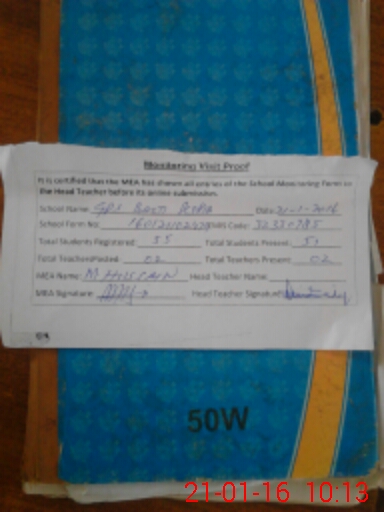 Monitoring Visit Proof
It is certified that the MEA has shown all entries of the School Monitoring Form to
the Head Teacher before its online submission.
School Name: GPS Basti Date: 21-1-2016
School Form No: Code: 32330785
Total Students Registered: 55 Total Students Present: 51
Total Teachers Posted: 02 Total Teachers Present: 02
MEA Name: M HUSSAIN Head Teacher Name:
MEA Signature: Head Teacher Signature:
50W
21-01-16 10:13